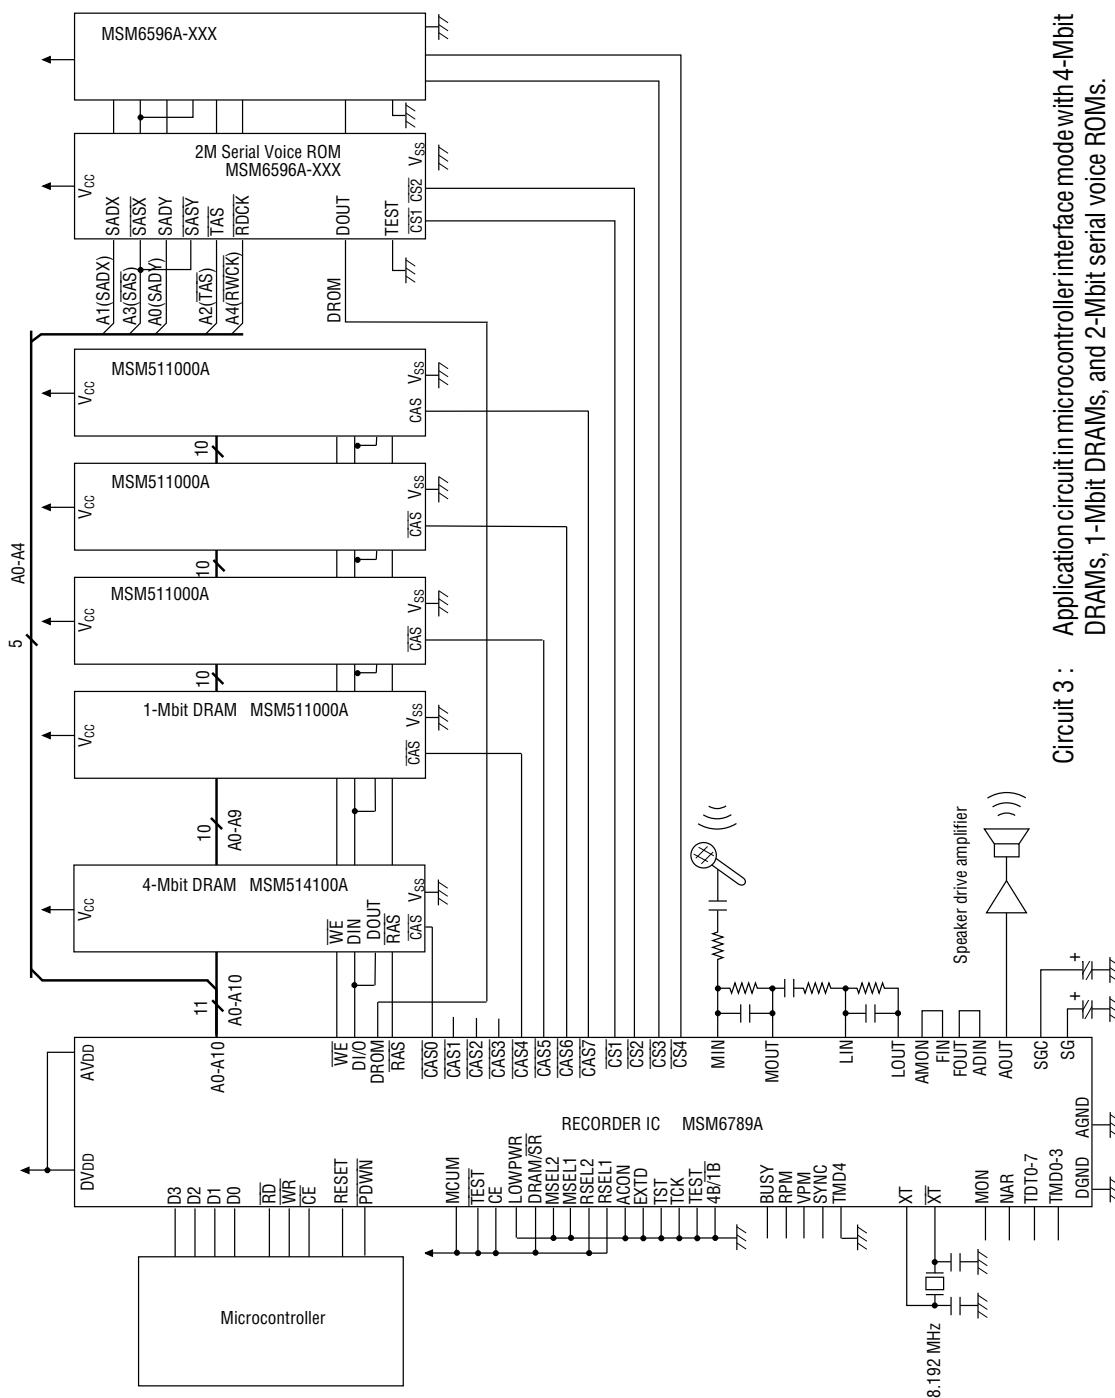 MSM6596A-XXX
2M Serial Voice ROM
MSM6596A-XXX
VCC
SADX
SASX
SADY
SASY
TAS
RDCK
DOUT
TEST
CS1
CS2
VSS
A1(SADX)
A3(SAS)
A0(SADY)
A2(TAS)
A4(RWCK)
DROM
MSM511000A
VCC
CAS
VSS
10
MSM511000A
VCC
CAS
VSS
10
MSM511000A
VCC
CAS
VSS
10
1-Mbit DRAM MSM511000A
VCC
CAS
VSS
10
A0-A9
A0-A4
5
4-Mbit DRAM MSM514100A
VCC
WE
DIN
DOUT
RAS
CAS
VSS
11
A0-A10
RECORDER IC MSM6789A
DVDD
AVDD
A0-A10
WE
DI/O
DROM
RAS
CAS0
CAS1
CAS2
CAS3
CAS4
CAS5
CAS6
CAS7
CS1
CS2
CS3
CS4
MIN
MOUT
LIN
LOUT
AMON
FIN
FOUT
ADIN
AOUT
SGC
SG
+
+
Speaker drive amplifier
D3
D2
D1
D0
RD
WR
CE
RESET
PDWN
MCUM
TEST
CE
LOWPWR
DRAM/SR
MSEL2
MSEL1
RSEL2
RSEL1
ACON
EXTD
TST
TCK
TEST
4B/1B
BUSY
RPM
VPM
SYNC
TMD4
XT
XT
MON
NAR
TDT0-7
TMD0-3
DGND
AGND
Microcontroller
8.192 MHz
Circuit 3 : Application circuit in microcontroller interface mode with 4-Mbit
DRAMs, 1-Mbit DRAMs, and 2-Mbit serial voice ROMs.